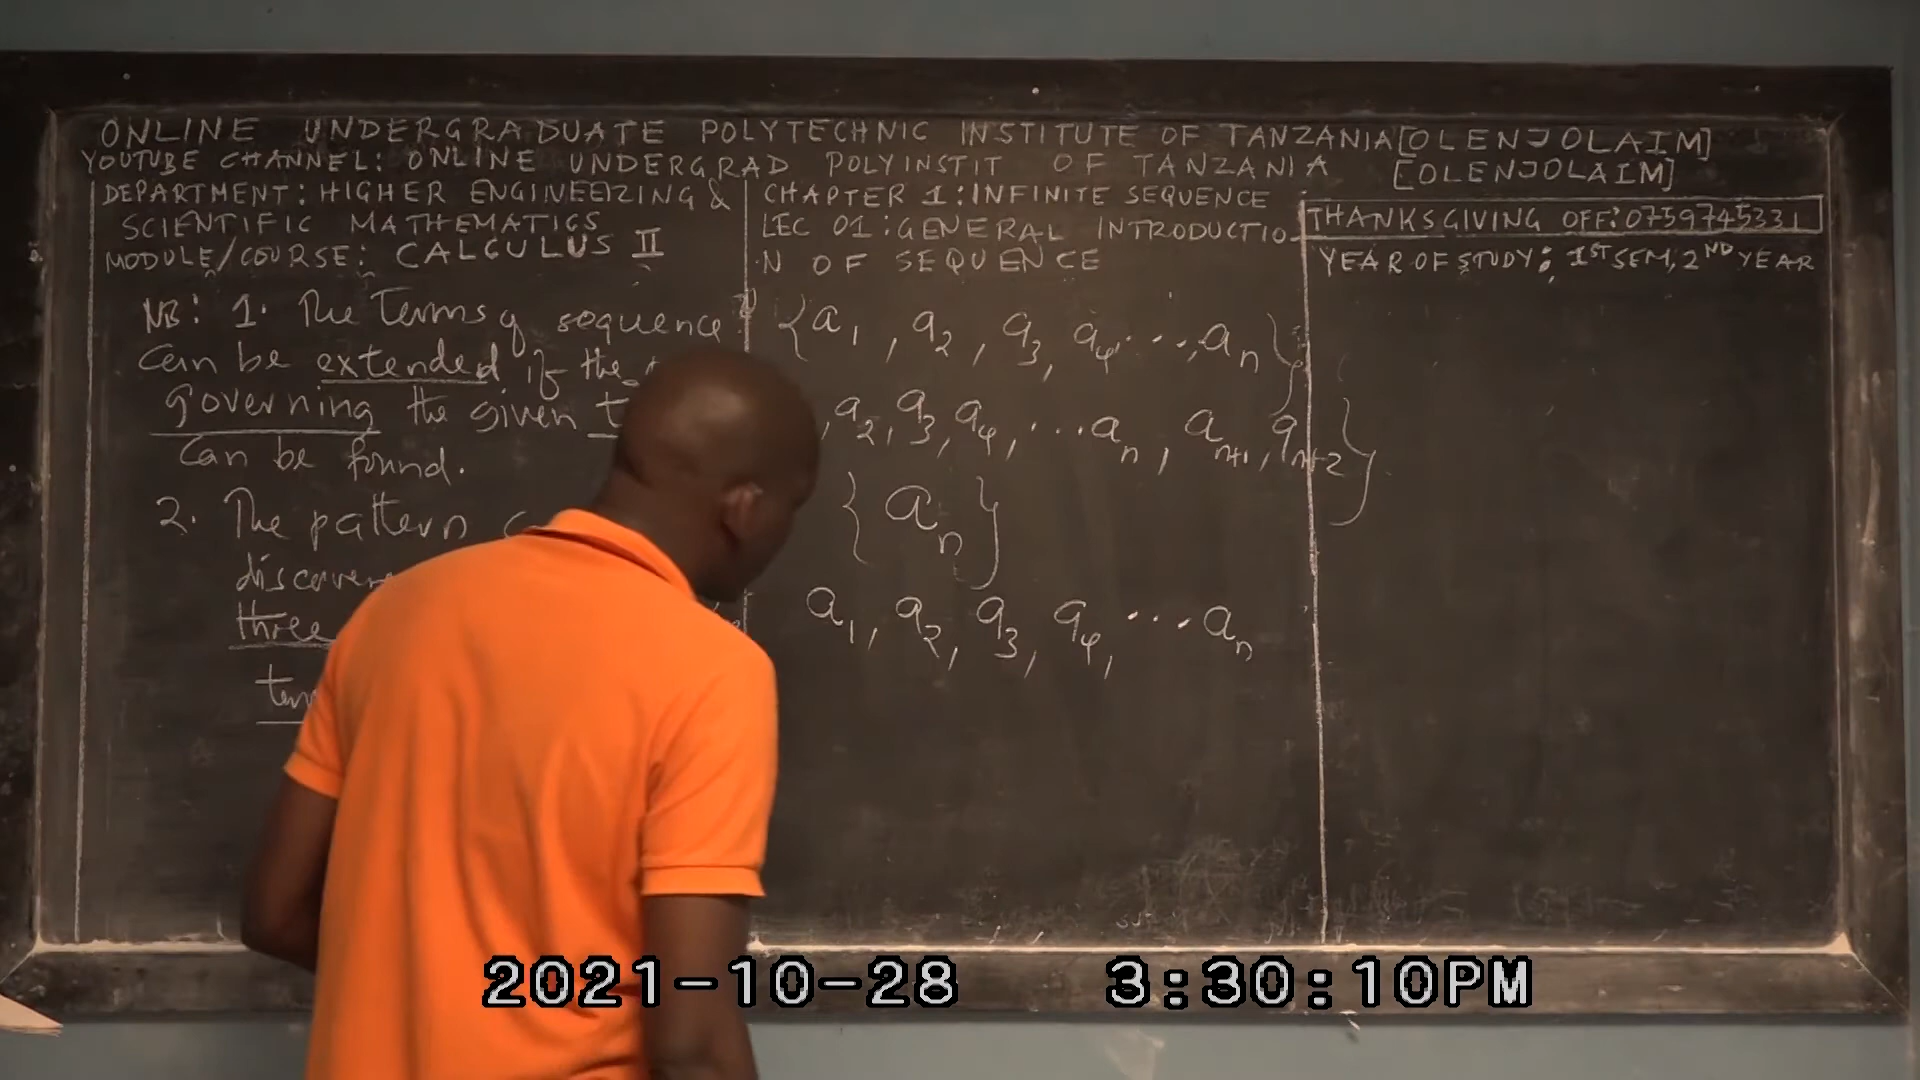 ONLINE UNDERGRADUATE POLYTECHNIC INSTITUTE OF TANZANIA[OLENJOLAIM]
YOUTUBE CHANNEL: ONLINE UNDERGRAD POLYINSTIT OF TANZANIA [OLENJOLAIM]
DEPARTMENT: HIGHER ENGINEERING &
SCIENTIFIC MATHEMATICS
MODULE/COURSE: CALCULUS II
CHAPTER 1: INFINITE SEQUENCE
LEC 01: GENERAL INTRODUCTIO
N OF SEQUENCE
THANKSGIVING OFF: 0759745331
YEAR OF STUDY: 1ST SEM, 2ND YEAR
NB: 1. The Terms of sequence
can be extended if the
governing the given
can be found.
2. The pattern
three
{a1, a2, a3, a4, ..., an}
, a2, a3, a4, ... an, an+1, an+2}
{an}
a1, a2, a3, a4, ... an
2021-10-28 3:30:10PM